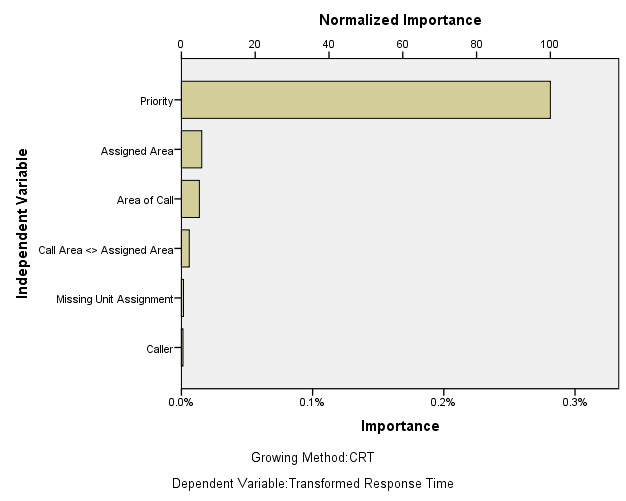 Normalized Importance
0 20 40 60 80 100
Independent Variable
Priority
Assigned Area
Area of Call
Call Area <> Assigned Area
Missing Unit Assignment
Caller
0.0% 0.1% 0.2% 0.3%
Importance
Growing Method:CRT
Dependent Variable:Transformed Response Time